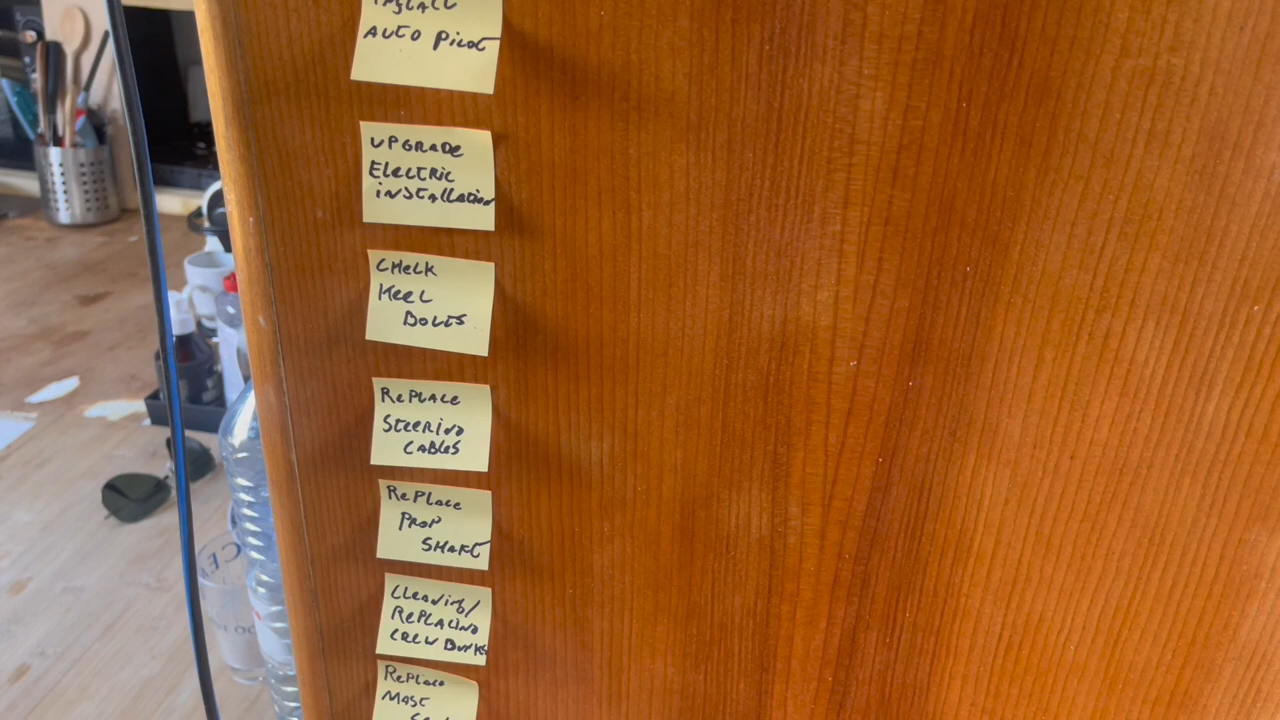 INSTALL
AUTO PILOT
UPGRADE
ELECTRIC
INSTALLATION
CHECK
KEEL
BOLTS
REPLACE
STEERING
CABLES
REPLACE
PROP
SHAFT
CLEANING/
REPLACING
CREW BUNKS
REPLACE
MAST